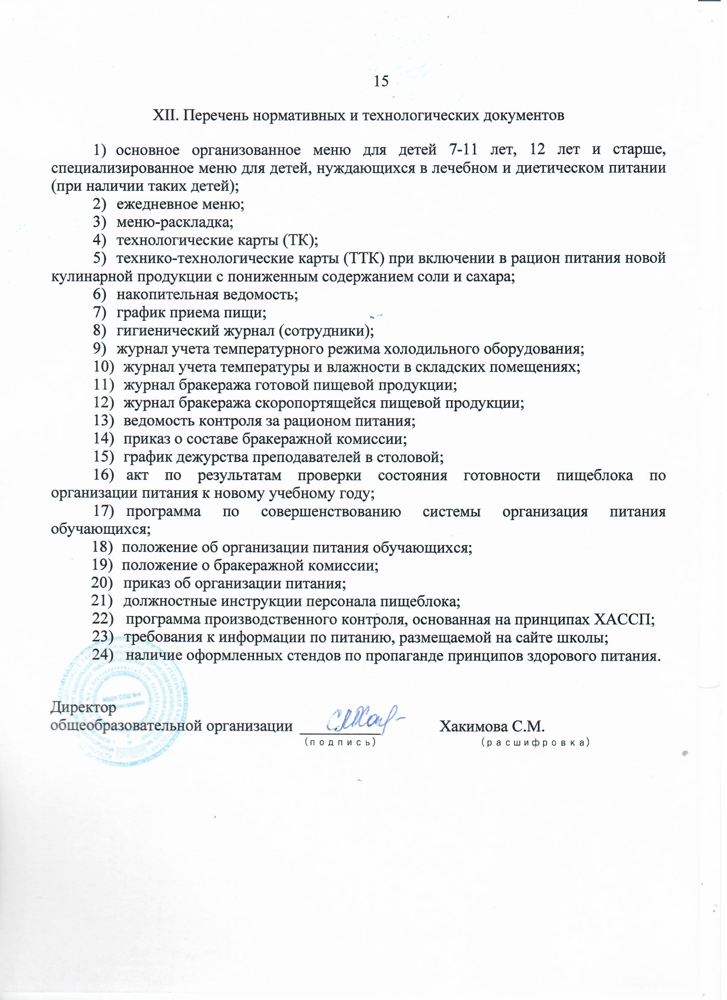 15
XII. Перечень нормативных и технологических документов
1) основное организованное меню для детей 7-11 лет, 12 лет и старше,
специализированное меню для детей, нуждающихся в лечебном и диетическом питании
(при наличии таких детей);
2) ежедневное меню;
3) меню-раскладка;
4) технологические карты (ТК);
5) технико-технологические карты (ТТК) при включении в рацион питания новой
кулинарной продукции с пониженным содержанием соли и сахара;
6) накопительная ведомость;
7) график приема пищи;
8) гигиенический журнал (сотрудники);
9) журнал учета температурного режима холодильного оборудования;
10) журнал учета температуры и влажности в складских помещениях;
11) журнал бракеража готовой пищевой продукции;
12) журнал бракеража скоропортящейся пищевой продукции;
13) ведомость контроля за рационом питания;
14) приказ о составе бракеражной комиссии;
15) график дежурства преподавателей в столовой;
16) акт по результатам проверки состояния готовности пищеблока по
организации питания к новому учебному году;
17) программа по совершенствованию системы организация питания
обучающихся;
18) положение об организации питания обучающихся;
19) положение о бракеражной комиссии;
20) приказ об организации питания;
21) должностные инструкции персонала пищеблока;
22) программа производственного контроля, основанная на принципах ХАССП;
23) требования к информации по питанию, размещаемой на сайте школы;
24) наличие оформленных стендов по пропаганде принципов здорового питания.
МБОУ СОШ №4
Директор
общеобразовательной организации Хакимова С.М.
(подпись) (расшифровка)